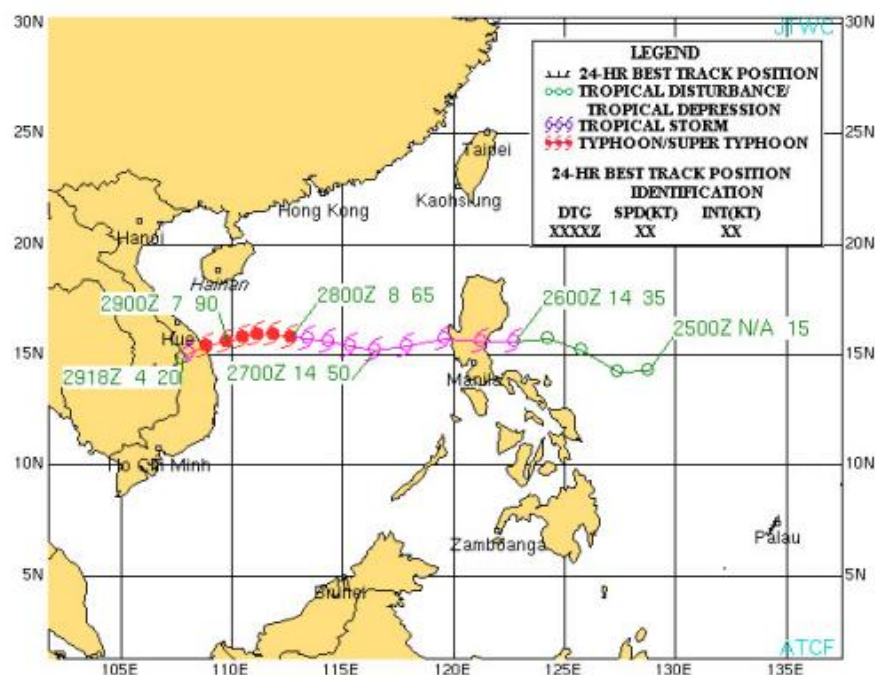 30N
30N
JTWC
LEGEND
24-HR BEST TRACK POSITION
TROPICAL DISTURBANCE/
TROPICAL DEPRESSION
TROPICAL STORM
TYPHOON/SUPER TYPHOON
24-HR BEST TRACK POSITION
IDENTIFICATION
DTG SPD(KT) INT(KT)
XXXXZ XX XX
25N
25N
Taipei
Kaohsiung
Hong Kong
Hanoi
20N
20N
Hainan
2900Z 7 90
2800Z 8 65
2600Z 14 35
2500Z N/A 15
Hue
15N
15N
2918Z 4 20
2700Z 14 50
Manila
10N
10N
Ho Chi Minh
Zamboanga
Palau
5N
5N
Brunei
ATCF
105E 110E 115E 120E 125E 130E 135E